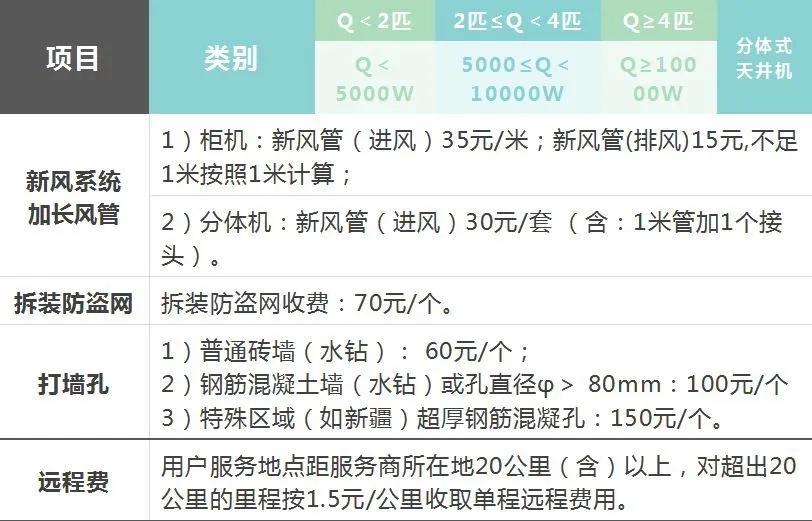 项目
类别
Q＜2匹
2匹≤Q＜4匹
Q≥4匹
分体式
天井机
Q＜
5000W
5000≤Q＜
10000W
Q≥100
00W
新风系统
加长风管
1）柜机：新风管（进风）35元/米；新风管(排风)15元,不足
1米按照1米计算；
2）分体机：新风管（进风）30元/套 （含：1米管加1个接
头）。
拆装防盗网
拆装防盗网收费：70元/个。
打墙孔
1）普通砖墙（水钻）： 60元/个；
2）钢筋混凝土墙（水钻）或孔直径φ＞ 80mm：100元/个
3）特殊区域（如新疆）超厚钢筋混凝孔：150元/个。
远程费
用户服务地点距服务商所在地20公里（含）以上，对超出20
公里的里程按1.5元/公里收取单程远程费用。